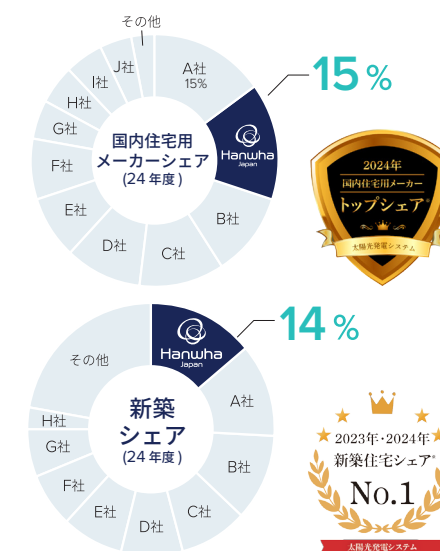 その他
J社
A社
15%
I社
H社
G社
F社
E社
D社
C社
B社
Hanwha
Japan
国内住宅用
メーカーシェア
(24 年度)
15 %
2024年
国内住宅用メーカー
トップシェア※
太陽光発電システム
14 %
Hanwha
Japan
その他
A社
H社
G社
F社
E社
D社
C社
B社
新築
シェア
(24 年度)
2023年・2024年
新築住宅シェア※
No.1
太陽光発電システム